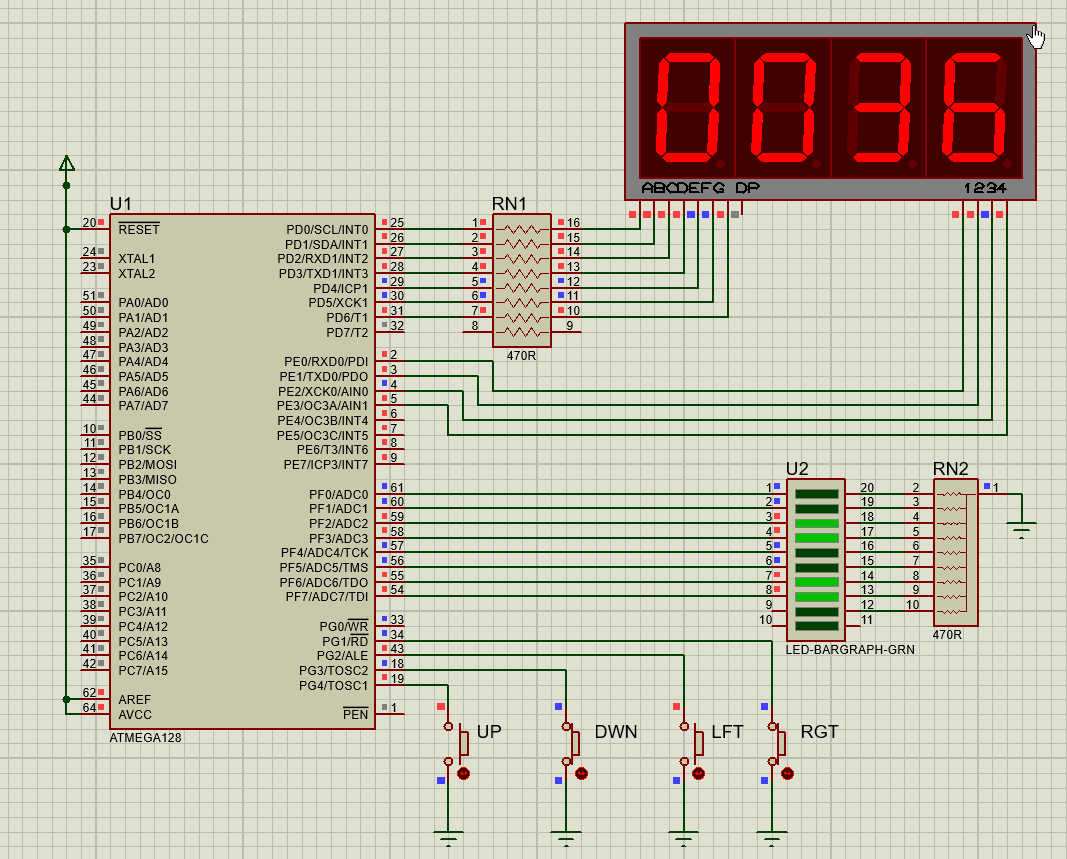 0036
ABCDEFG DP
1234
U1
20 RESET
24 XTAL1
23 XTAL2
51 PA0/AD0
50 PA1/AD1
49 PA2/AD2
48 PA3/AD3
47 PA4/AD4
46 PA5/AD5
45 PA6/AD6
44 PA7/AD7
10 PB0/SS
11 PB1/SCK
12 PB2/MOSI
13 PB3/MISO
14 PB4/OC0
15 PB5/OC1A
16 PB6/OC1B
17 PB7/OC2/OC1C
35 PC0/A8
36 PC1/A9
37 PC2/A10
38 PC3/A11
39 PC4/A12
40 PC5/A13
41 PC6/A14
42 PC7/A15
62 AREF
64 AVCC
PD0/SCL/INT0 25
PD1/SDA/INT1 26
PD2/RXD1/INT2 27
PD3/TXD1/INT3 28
PD4/ICP1 29
PD5/XCK1 30
PD6/T1 31
PD7/T2 32
PE0/RXD0/PDI 2
PE1/TXD0/PDO 3
PE2/XCK0/AIN0 4
PE3/OC3A/AIN1 5
PE4/OC3B/INT4 6
PE5/OC3C/INT5 7
PE6/T3/INT6 8
PE7/ICP3/INT7 9
PF0/ADC0 61
PF1/ADC1 60
PF2/ADC2 59
PF3/ADC3 58
PF4/ADC4/TCK 57
PF5/ADC5/TMS 56
PF6/ADC6/TDO 55
PF7/ADC7/TDI 54
PG0/WR 33
PG1/RD 34
PG2/ALE 43
PG3/TOSC2 18
PG4/TOSC1 19
PEN 1
ATMEGA128
RN1
1 16
2 15
3 14
4 13
5 12
6 11
7 10
8 9
470R
U2
1 20
2 19
3 18
4 17
5 16
6 15
7 14
8 13
9 12
10 11
LED-BARGRAPH-GRN
RN2
2 1
3
4
5
6
7
8
9
10
470R
UP
DWN
LFT
RGT